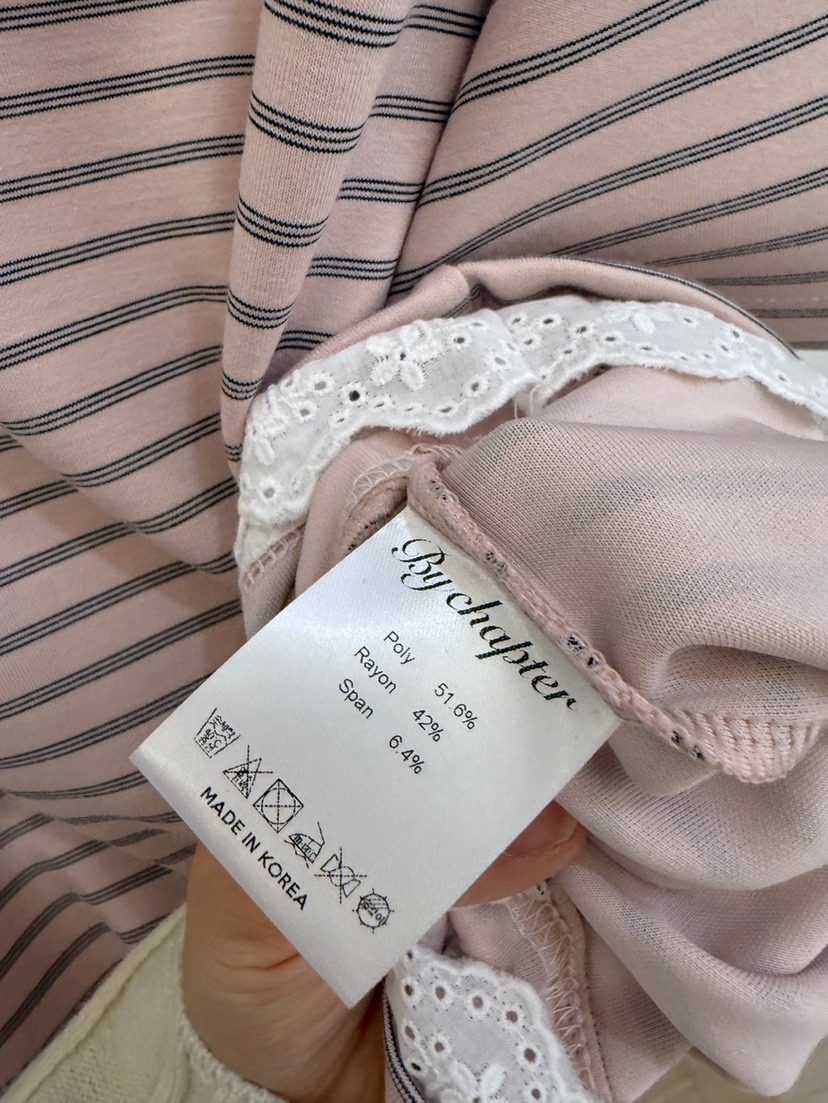 By chapter
Poly 51.6%
Rayon 42%
Span 6.4%
MADE IN KOREA